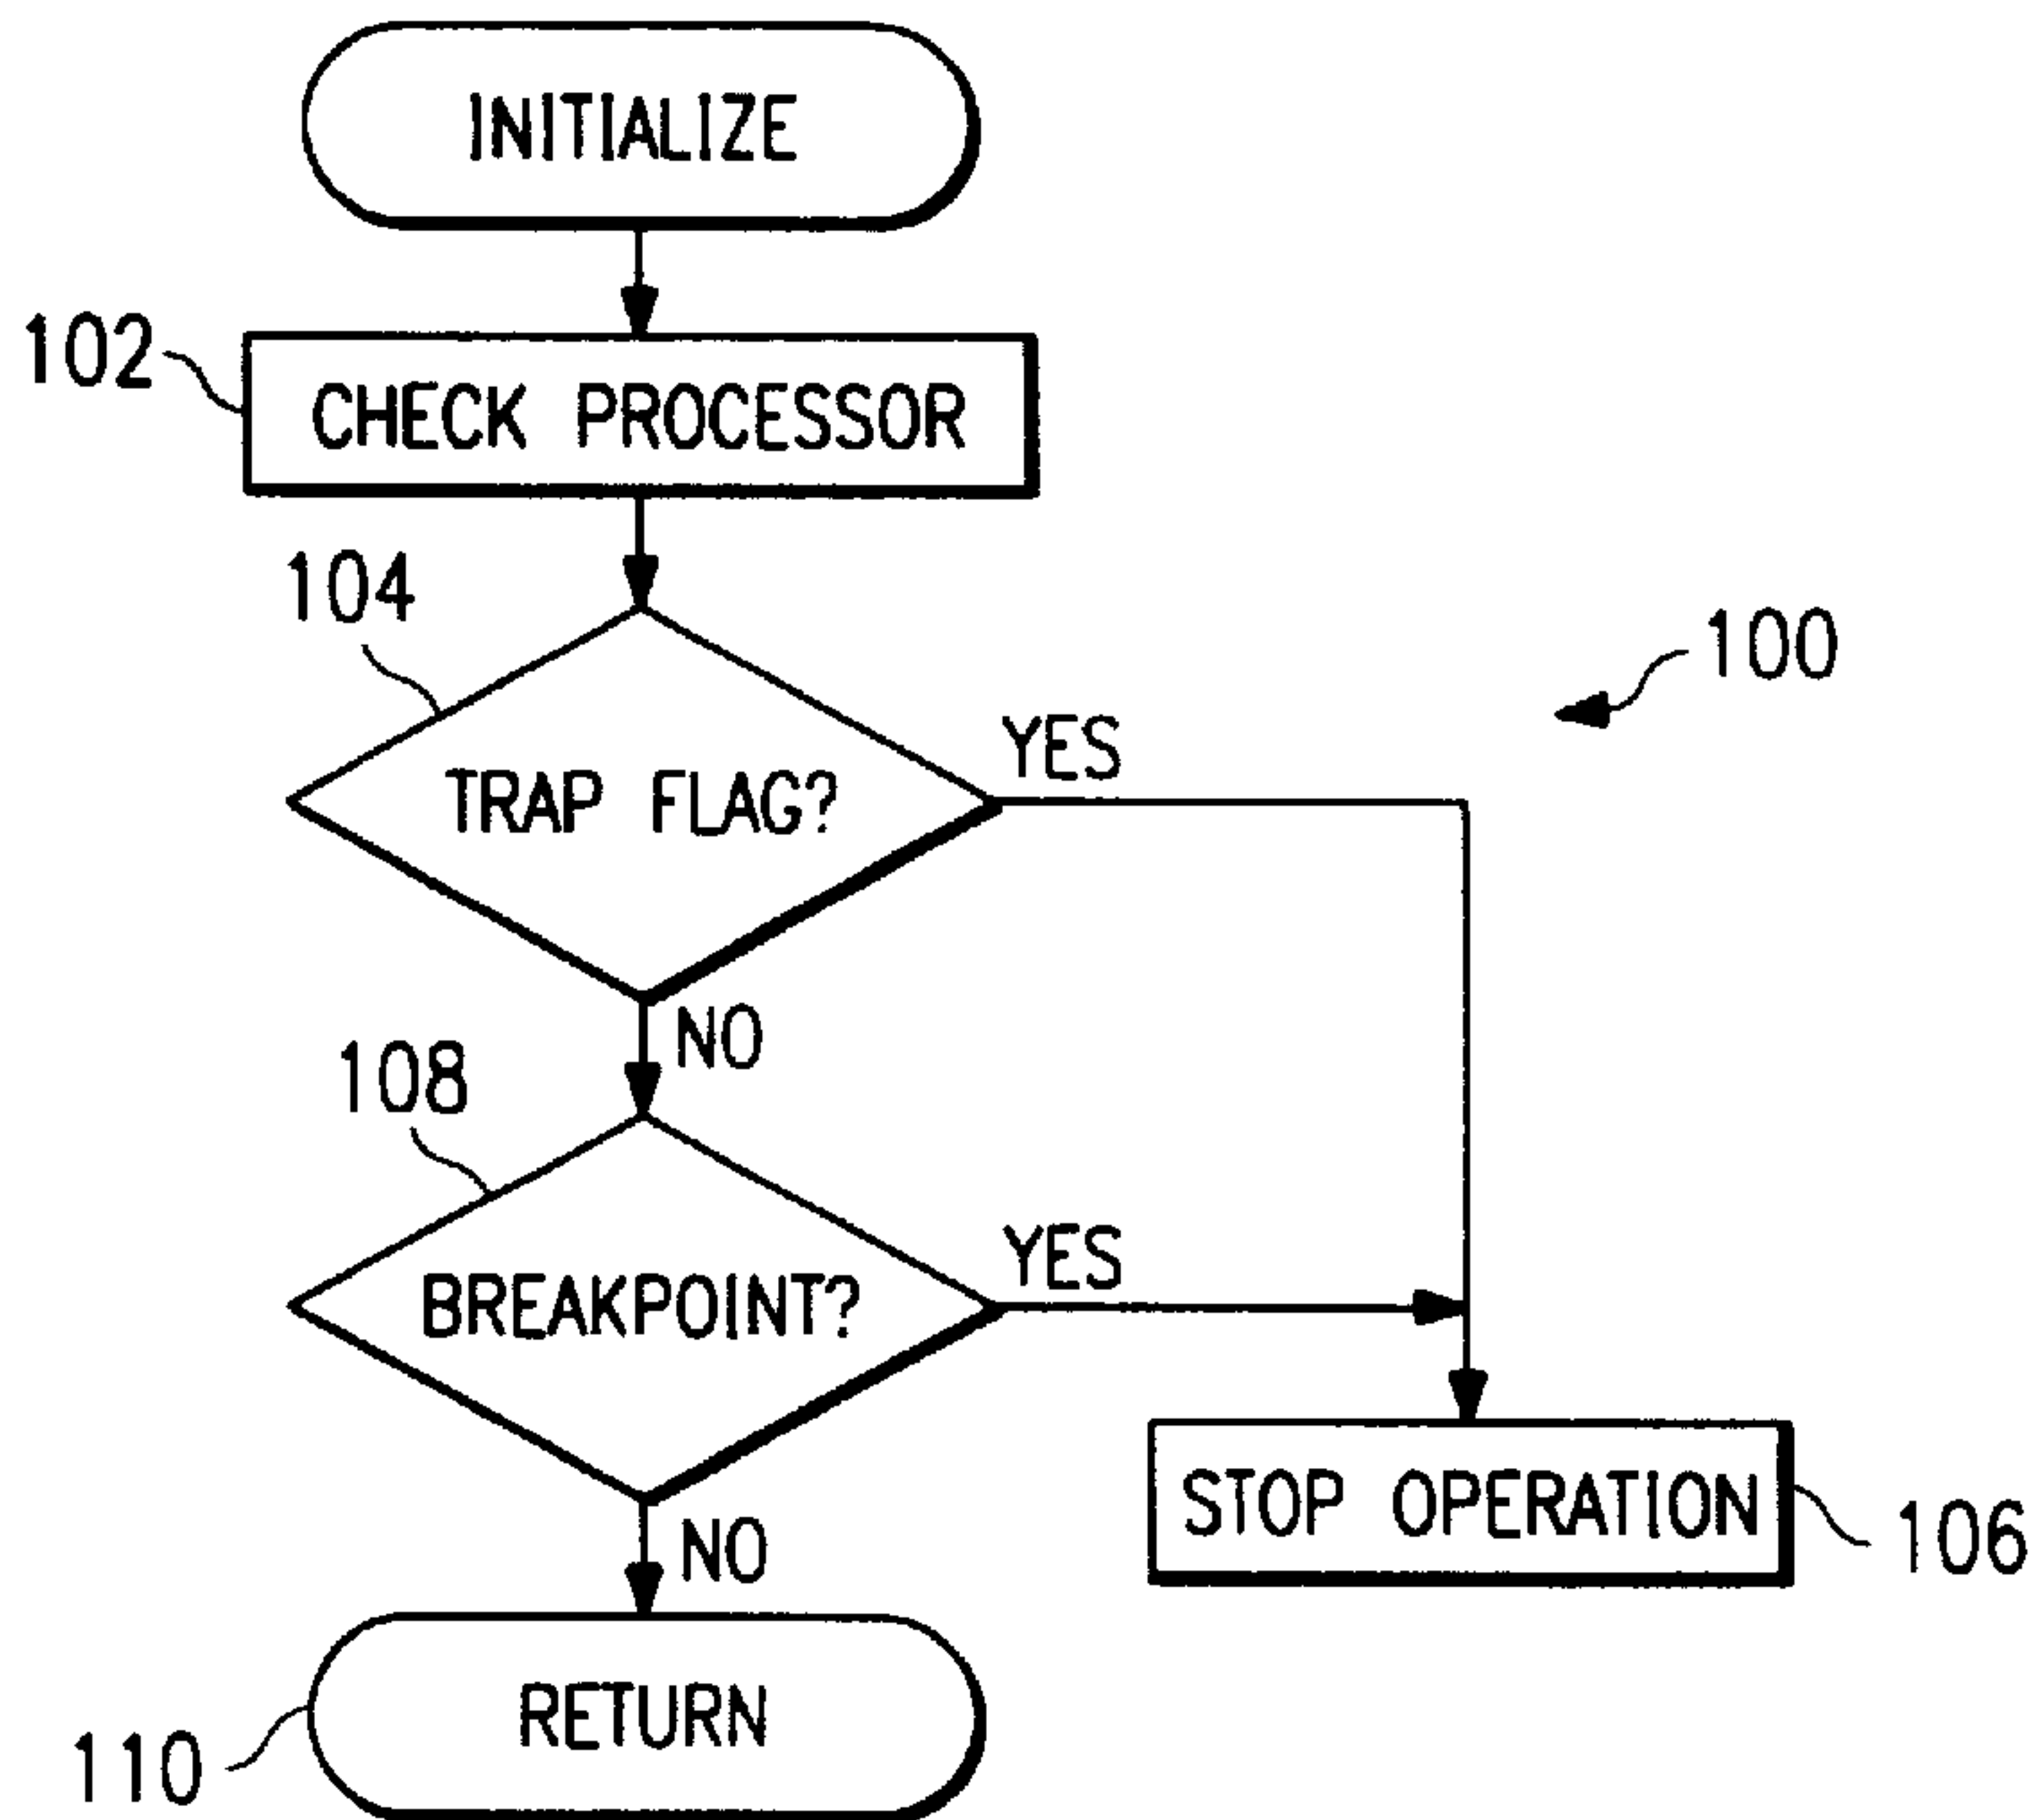 INITIALIZE
102
CHECK PROCESSOR
104
100
YES
TRAP FLAG?
NO
108
YES
BREAKPOINT?
NO
STOP OPERATION
106
RETURN
110